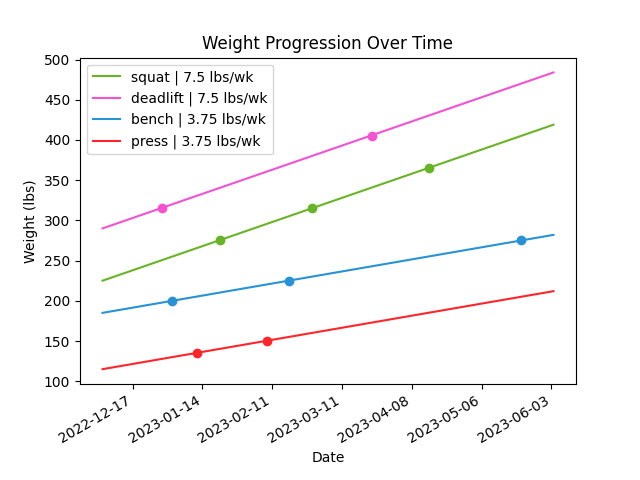 Weight Progression Over Time
squat | 7.5 lbs/wk
deadlift | 7.5 lbs/wk
bench | 3.75 lbs/wk
press | 3.75 lbs/wk
Weight (lbs)
500
450
400
350
300
250
200
150
100
2022-12-17
2023-01-14
2023-02-11
2023-03-11
2023-04-08
2023-05-06
2023-06-03
Date